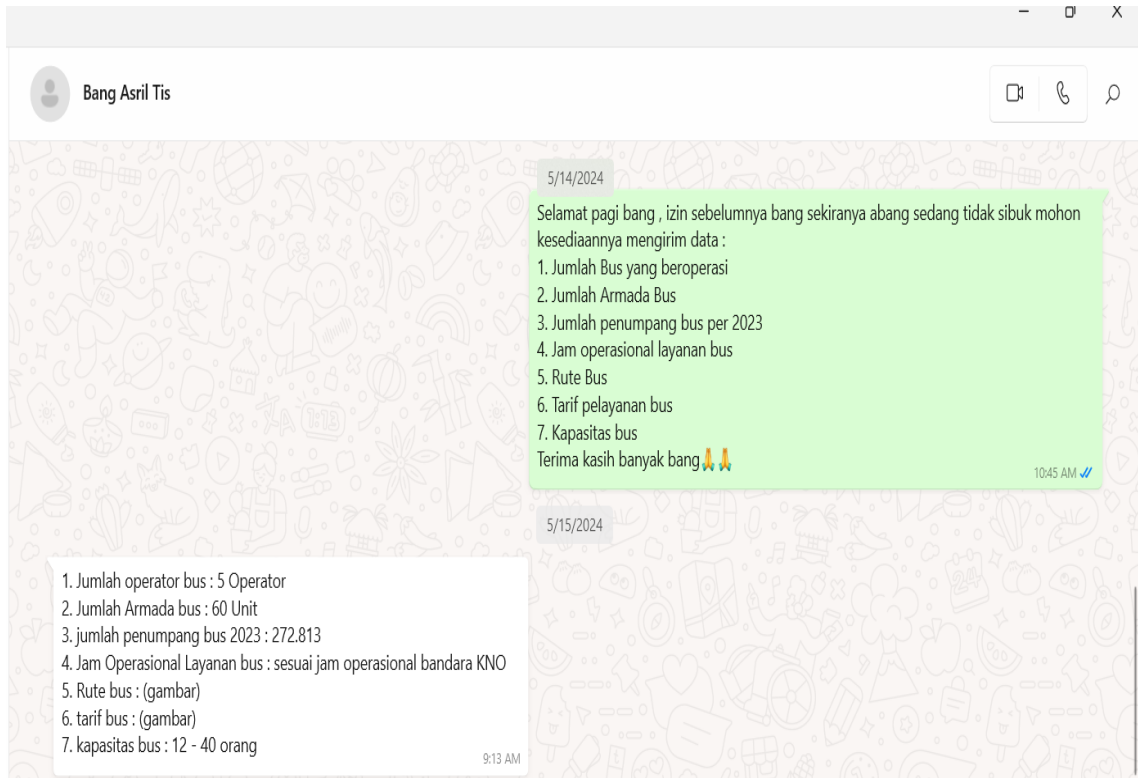 Bang Asril Tis
5/14/2024
Selamat pagi bang , izin sebelumnya bang sekiranya abang sedang tidak sibuk mohon
kesediaannya mengirim data :
1. Jumlah Bus yang beroperasi
2. Jumlah Armada Bus
3. Jumlah penumpang bus per 2023
4. Jam operasional layanan bus
5. Rute Bus
6. Tarif pelayanan bus
7. Kapasitas bus
Terima kasih banyak bang🙏🙏
10:45 AM
5/15/2024
1. Jumlah operator bus : 5 Operator
2. Jumlah Armada bus : 60 Unit
3. jumlah penumpang bus 2023 : 272.813
4. Jam Operasional Layanan bus : sesuai jam operasional bandara KNO
5. Rute bus : (gambar)
6. tarif bus : (gambar)
7. kapasitas bus : 12 - 40 orang
9:13 AM